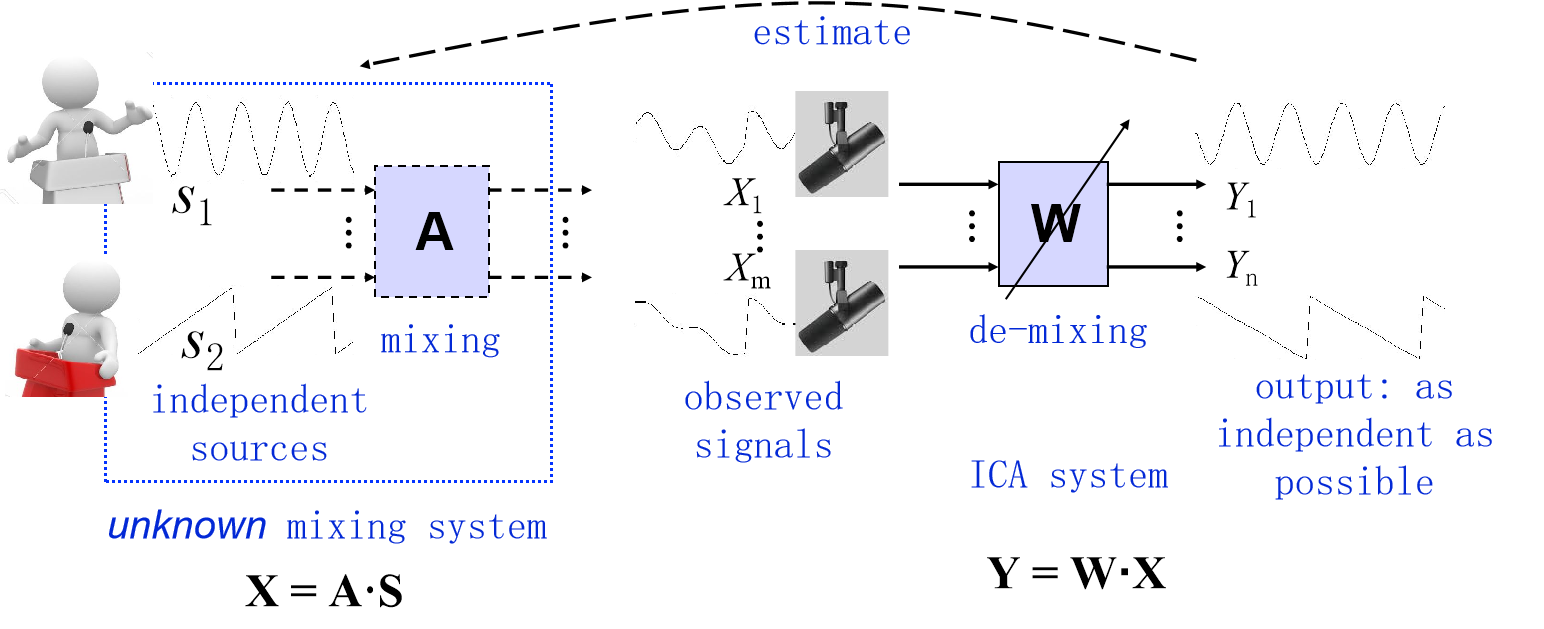 estimate
s1
s2
A
mixing
independent
sources
unknown mixing system
X = A·S
X1
Xm
observed
signals
W
de-mixing
ICA system
Y = W·X
Y1
Yn
output: as
independent as
possible